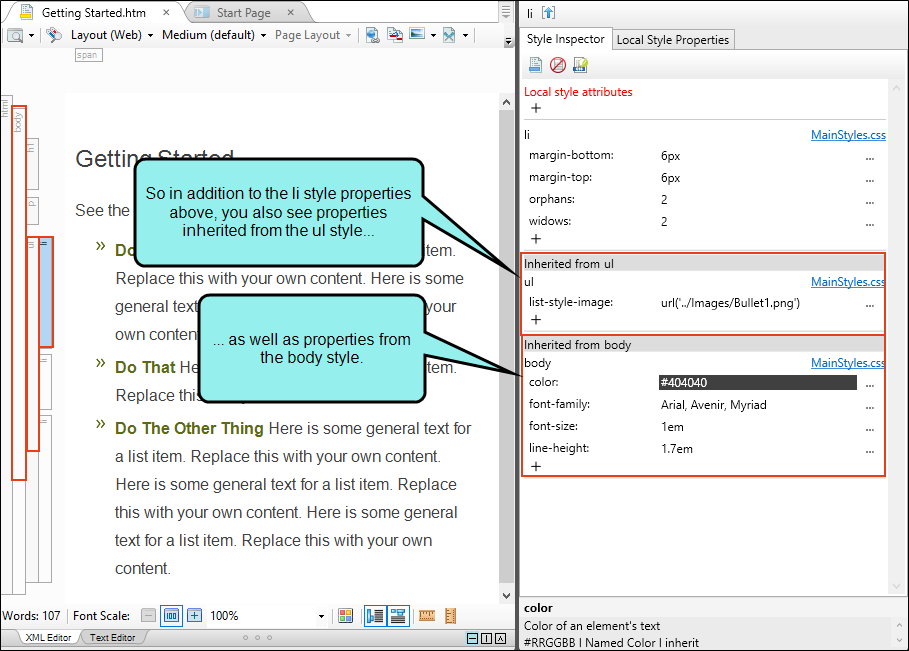 Getting Started.htm
Start Page
Layout (Web)
Medium (default)
Page Layout
span
html
body
h1
p
ul
li
Getting Started
See the
So in addition to the li style properties
above, you also see properties
inherited from the ul style...
Do
item.
Replace this with your own content. Here is some
general text
your
own conten
... as well as properties from
the body style.
Do That He
tem.
Replace this
Do The Other Thing Here is some general text for
a list item. Replace this with your own content.
Here is some general text for a list item. Replace
this with your own content. Here is some general
text for a list item. Replace this with your own
content.
Words: 107
Font Scale:
100
100%
XML Editor
Text Editor
li
Style Inspector
Local Style Properties
Local style attributes
+
li MainStyles.css
margin-bottom: 6px ...
margin-top: 6px ...
orphans: 2 ...
widows: 2 ...
+
Inherited from ul
ul MainStyles.css
list-style-image: url('../Images/Bullet1.png') ...
+
Inherited from body
body MainStyles.css
color: #404040 ...
font-family: Arial, Avenir, Myriad ...
font-size: 1em ...
line-height: 1.7em ...
+
color
Color of an element's text
#RRGGBB | Named Color | inherit